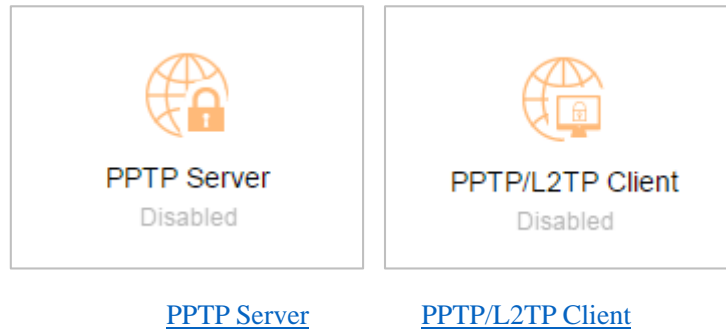 PPTP Server
Disabled
PPTP/L2TP Client
Disabled
PPTP Server
PPTP/L2TP Client